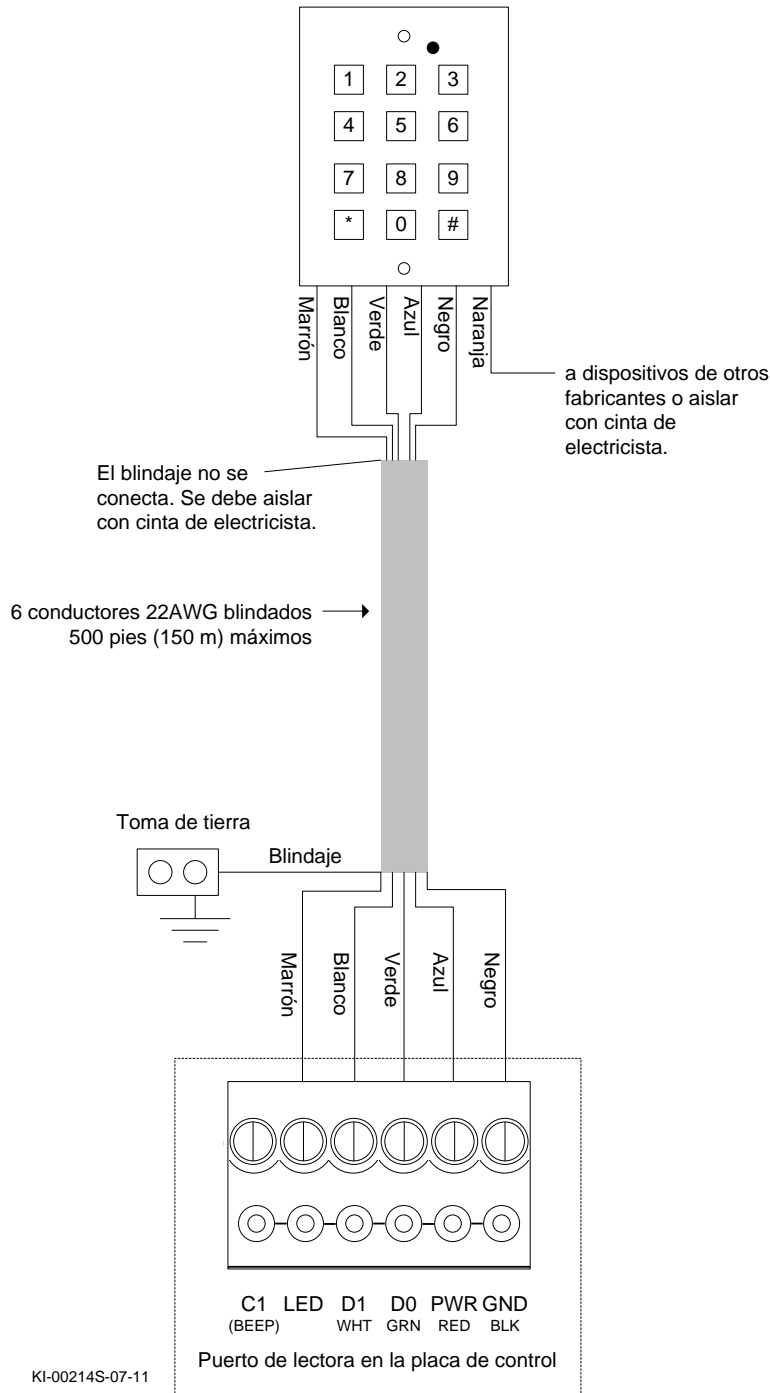 1 2 3
4 5 6
7 8 9
* 0 #
Marrón
Blanco
Verde
Azul
Negro
Naranja
a dispositivos de otros
fabricantes o aislar
con cinta de
electricista.
El blindaje no se
conecta. Se debe aislar
con cinta de electricista.
6 conductores 22AWG blindados
500 pies (150 m) máximos
Toma de tierra
Blindaje
Marrón
Blanco
Verde
Azul
Negro
C1 LED D1 D0 PWR GND
(BEEP) WHT GRN RED BLK
Puerto de lectora en la placa de control
KI-00214S-07-11